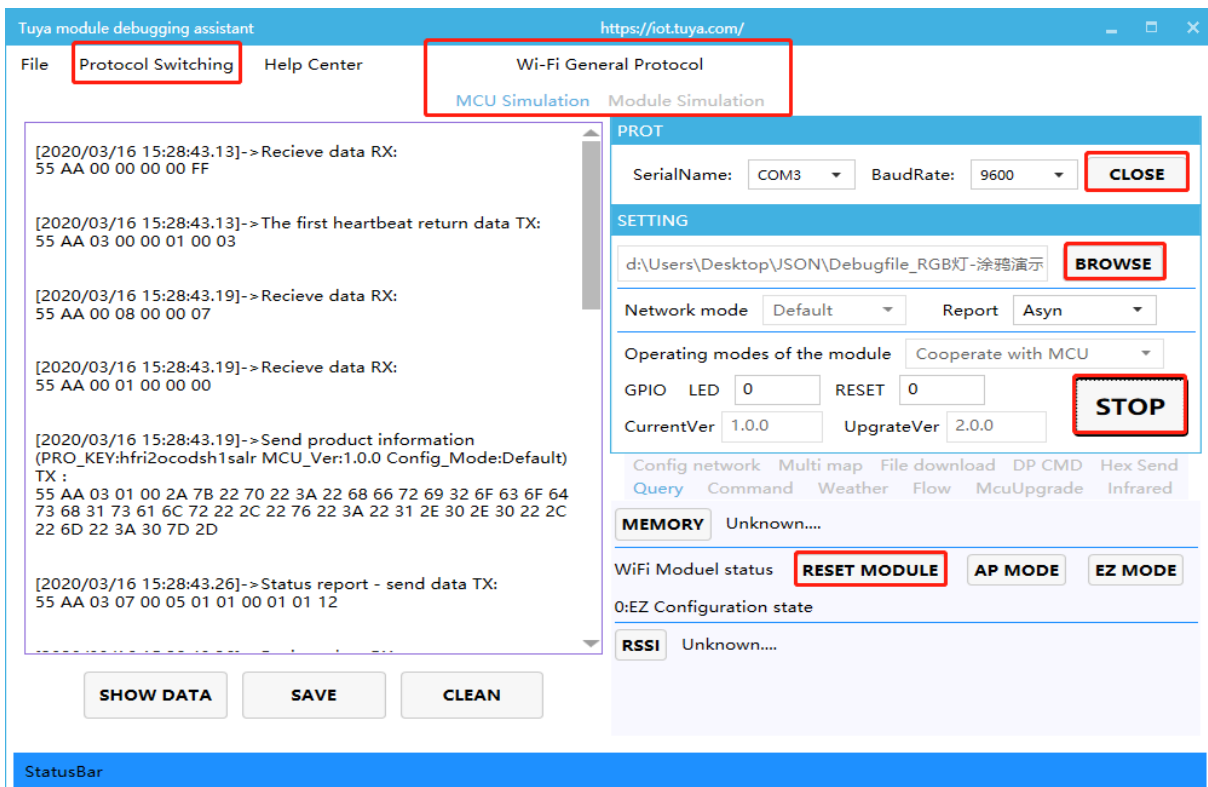 Tuya module debugging assistant
https://iot.tuya.com/
File Protocol Switching Help Center
Wi-Fi General Protocol
MCU Simulation Module Simulation
[2020/03/16 15:28:43.13]->Recieve data RX:
55 AA 00 00 00 00 FF
[2020/03/16 15:28:43.13]->The first heartbeat return data TX:
55 AA 03 00 00 01 00 03
[2020/03/16 15:28:43.19]->Recieve data RX:
55 AA 00 08 00 00 07
[2020/03/16 15:28:43.19]->Recieve data RX:
55 AA 00 01 00 00 00
[2020/03/16 15:28:43.19]->Send product information
(PRO_KEY:hfri2ocodsh1salr MCU_Ver:1.0.0 Config_Mode:Default)
TX :
55 AA 03 01 00 2A 7B 22 70 22 3A 22 68 66 72 69 32 6F 63 6F 64
73 68 31 73 61 6C 72 22 2C 22 76 22 3A 22 31 2E 30 2E 30 22 2C
22 6D 22 3A 30 7D 2D
[2020/03/16 15:28:43.26]->Status report - send data TX:
55 AA 03 07 00 05 01 01 00 01 01 12
SHOW DATA SAVE CLEAN
PROT
SerialName: COM3 BaudRate: 9600 CLOSE
SETTING
d:\Users\Desktop\JSON\Debugfile_RGB灯-涂鸦演示 BROWSE
Network mode Default Report Asyn
Operating modes of the module Cooperate with MCU
GPIO LED 0 RESET 0
STOP
CurrentVer 1.0.0 UpgrateVer 2.0.0
Config network Multi map File download DP CMD Hex Send
Query Command Weather Flow McuUpgrade Infrared
MEMORY Unknown....
WiFi Moduel status RESET MODULE AP MODE EZ MODE
0:EZ Configuration state
RSSI Unknown....
StatusBar